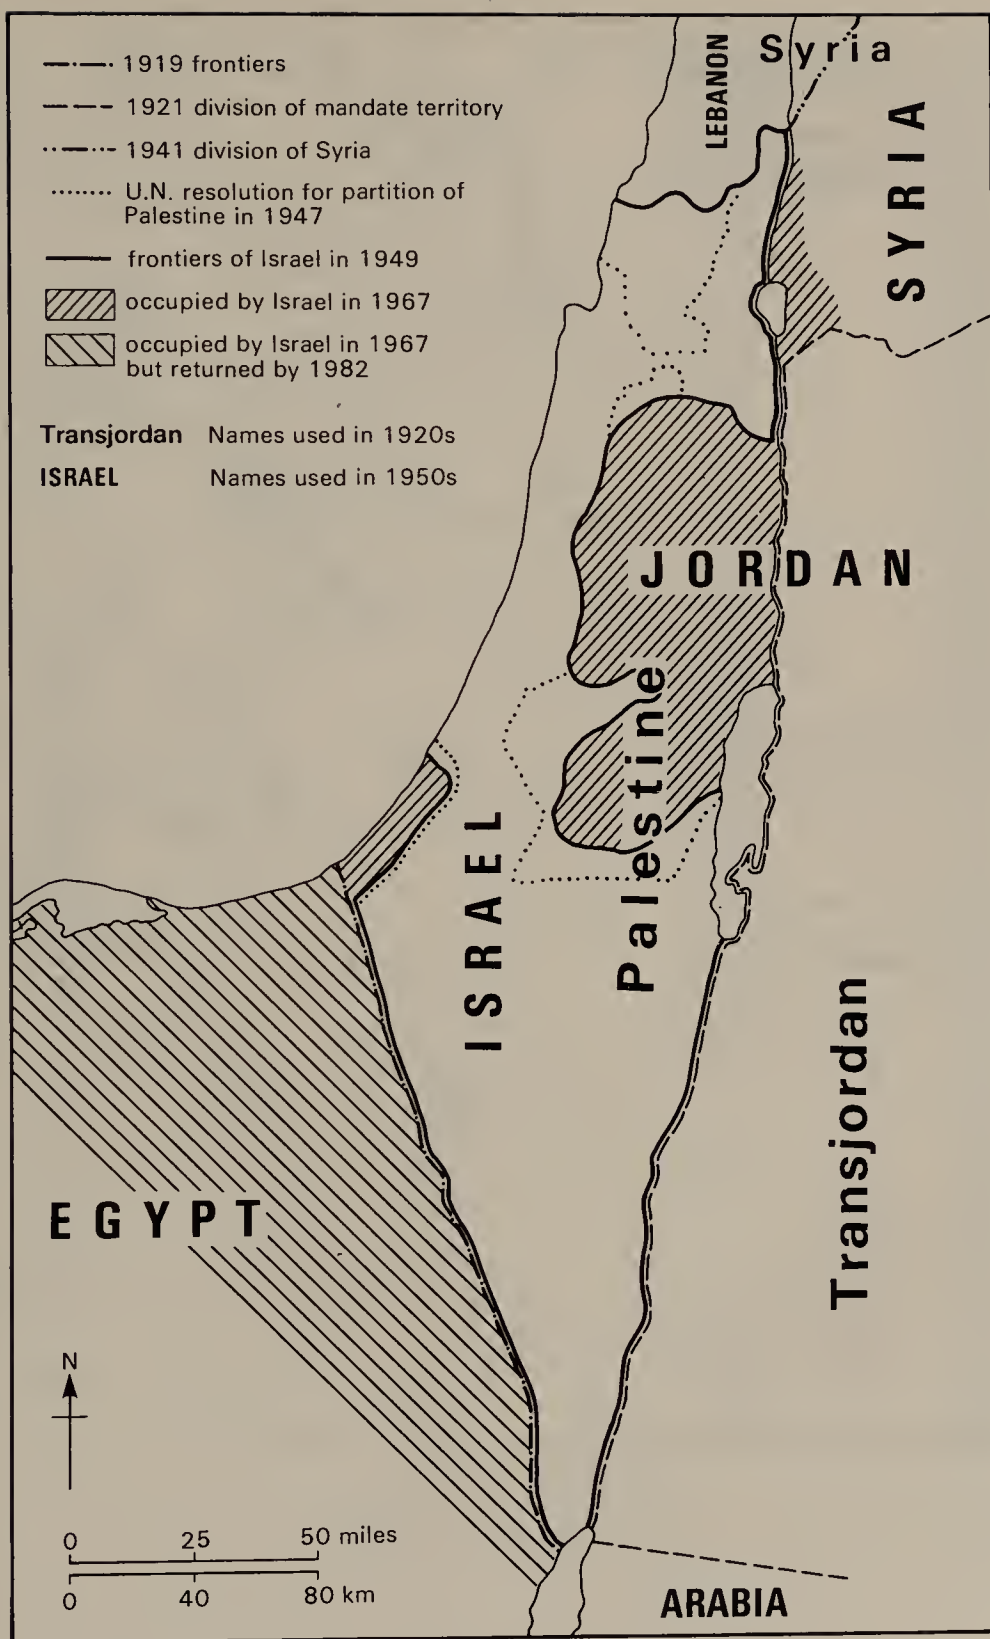 1919 frontiers
1921 division of mandate territory
1941 division of Syria
U.N. resolution for partition of
Palestine in 1947
frontiers of Israel in 1949
occupied by Israel in 1967
occupied by Israel in 1967
but returned by 1982
Transjordan Names used in 1920s
ISRAEL Names used in 1950s
LEBANON
Syria
SYRIA
JORDAN
Palestine
ISRAEL
Transjordan
EGYPT
N
0 25 50 miles
0 40 80 km
ARABIA